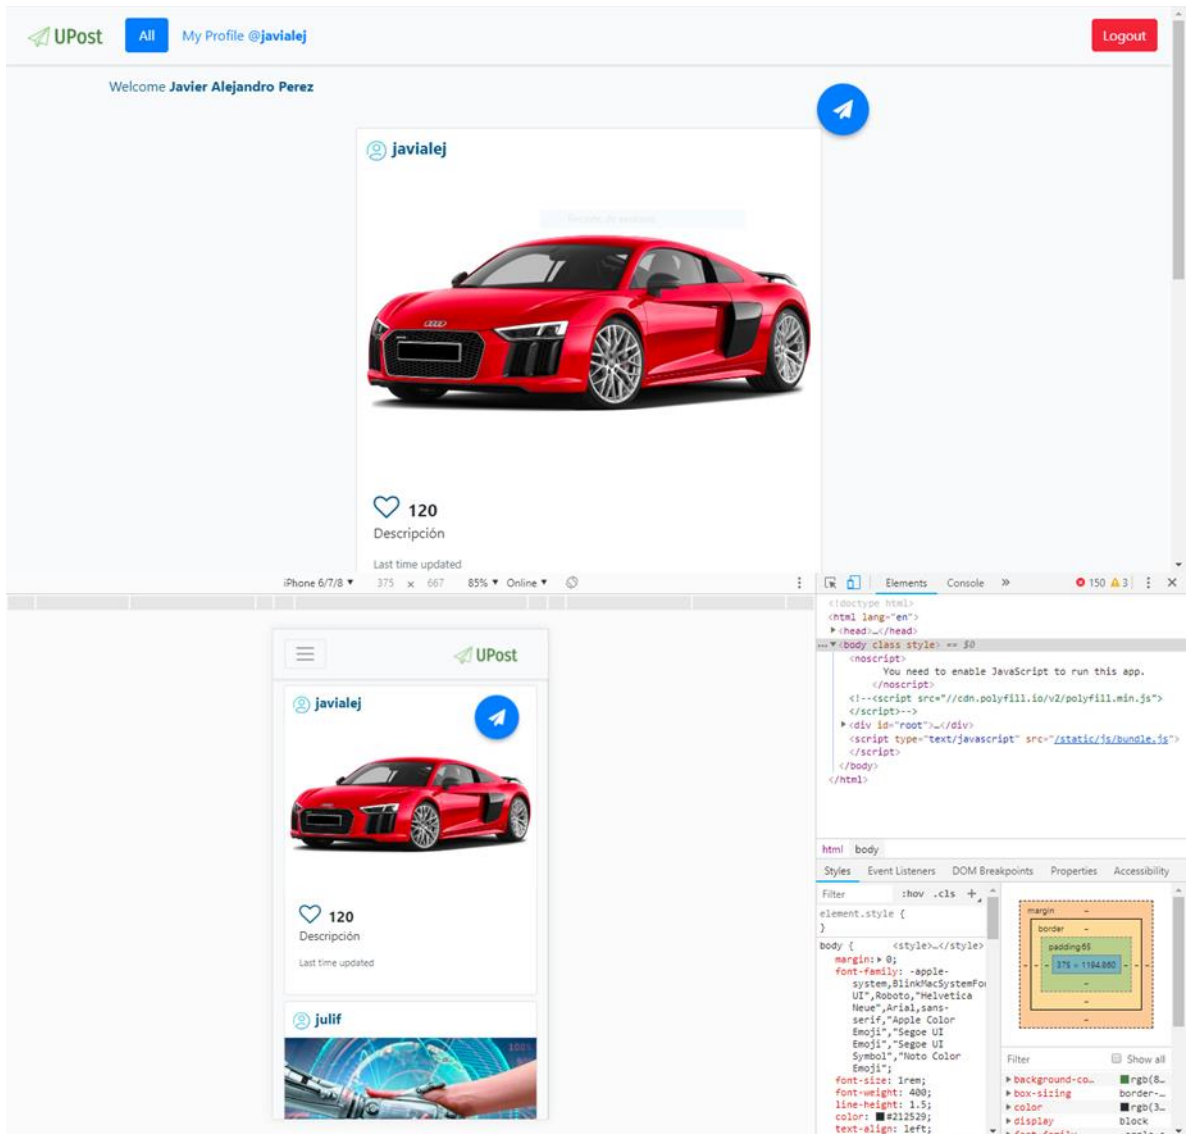 UPost All My Profile @javialej Logout
Welcome Javier Alejandro Perez
javialej
120
Descripción
Last time updated
iPhone 6/7/8 ▼ 375 x 667 85% ▼ Online ▼
Elements Console » 150 3
UPost
javialej
120
Descripción
Last time updated
julif
100%
<!doctype html>
<html lang="en">
<head>…</head>
… <body class style> == $0
<noscript>
You need to enable JavaScript to run this app.
</noscript>
<!--<script src="//cdn.polyfill.io/v2/polyfill.min.js">
</script>-->
<div id="root">…</div>
<script type="text/javascript" src="/static/js/bundle.js">
</script>
</body>
</html>
html body
Styles Event Listeners DOM Breakpoints Properties Accessibility
Filter :hov .cls +
element.style {
}
body { <style>…</style>
margin: 0;
font-family: -apple-
system,BlinkMacSystemFon
UI",Roboto,"Helvetica
Neue",Arial,sans-
serif,"Apple Color
Emoji","Segoe UI
Emoji","Segoe UI
Symbol","Noto Color
Emoji";
font-size: 1rem;
font-weight: 400;
line-height: 1.5;
color: #212529;
text-align: left;
margin -
border -
padding65
375 × 1194.860
Filter Show all
background-co… rgb(8…
box-sizing border-…
color rgb(3…
display block